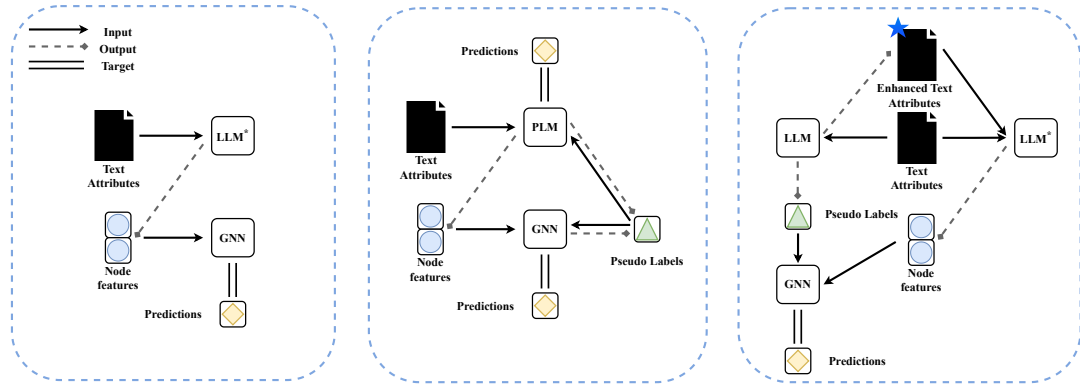 Input
Output
Target
LLM*
Text
Attributes
GNN
Node
features
Predictions
Predictions
PLM
Text
Attributes
GNN
Node
features
Pseudo Labels
Predictions
Enhanced Text
Attributes
LLM
LLM*
Text
Attributes
Pseudo Labels
Node
features
GNN
Predictions